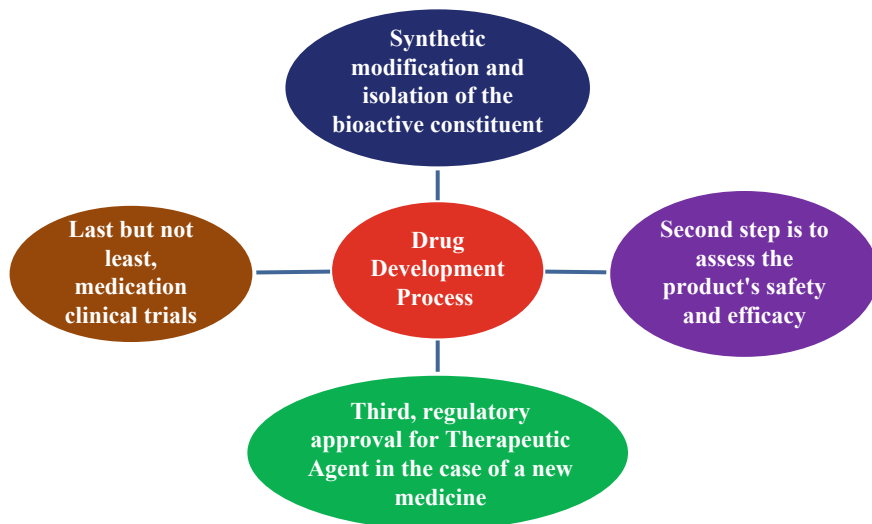 Synthetic
modification and
isolation of the
bioactive constituent
Last but not
least,
medication
clinical trials
Drug
Development
Process
Second step is to
assess the
product's safety
and efficacy
Third, regulatory
approval for Therapeutic
Agent in the case of a new
medicine